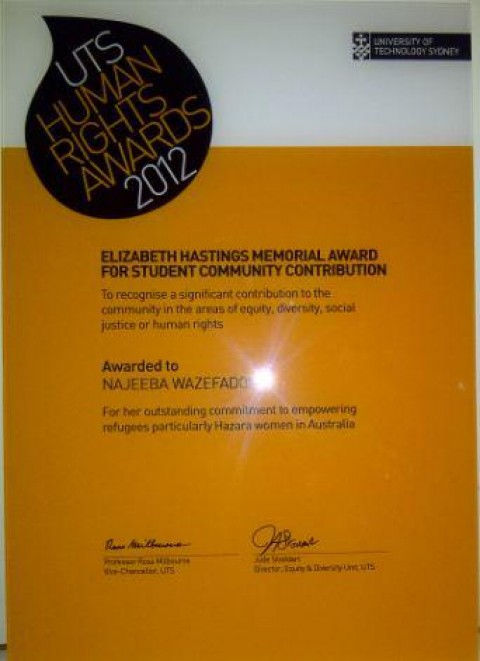 UTS
HUMAN
RIGHTS
AWARDS
2012
UNIVERSITY OF
TECHNOLOGY SYDNEY
ELIZABETH HASTINGS MEMORIAL AWARD
FOR STUDENT COMMUNITY CONTRIBUTION
To recognise a significant contribution to the
community in the areas of equity, diversity, social
justice or human rights
Awarded to
NAJEEBA
For her outstanding commitment to empowering
refugees particularly Hazara women in Australia
Professor Ross Milbourne
Vice-Chancellor, UTS
Director, Equity & Diversity Unit, UTS